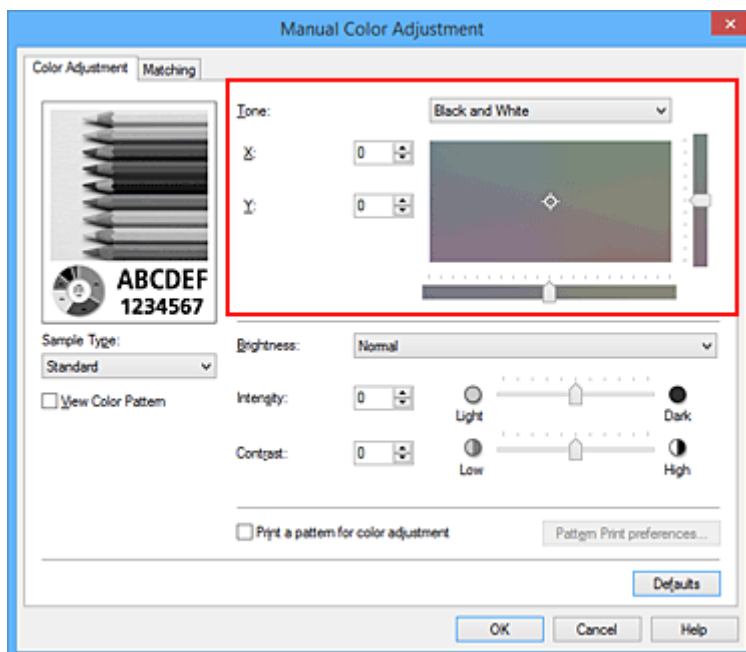 Manual Color Adjustment
Color Adjustment Matching
Tone: Black and White
X: 0
Y: 0
ABCDEF
1234567
Sample Type:
Standard
View Color Pattern
Brightness: Normal
Intensity: 0 Light Dark
Contrast: 0 Low High
Print a pattern for color adjustment Pattern Print preferences...
Defaults
OK Cancel Help